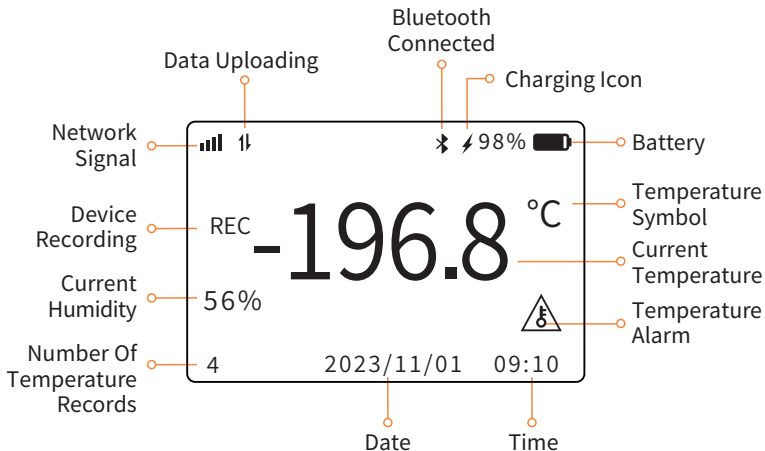 Bluetooth
Connected
Data Uploading
Charging Icon
Network
Signal
98%
Battery
Device
Recording
REC
-196.8
°C
Temperature
Symbol
Current
Temperature
Current
Humidity
56%
Temperature
Alarm
Number Of
Temperature
Records
4
2023/11/01
09:10
Date
Time